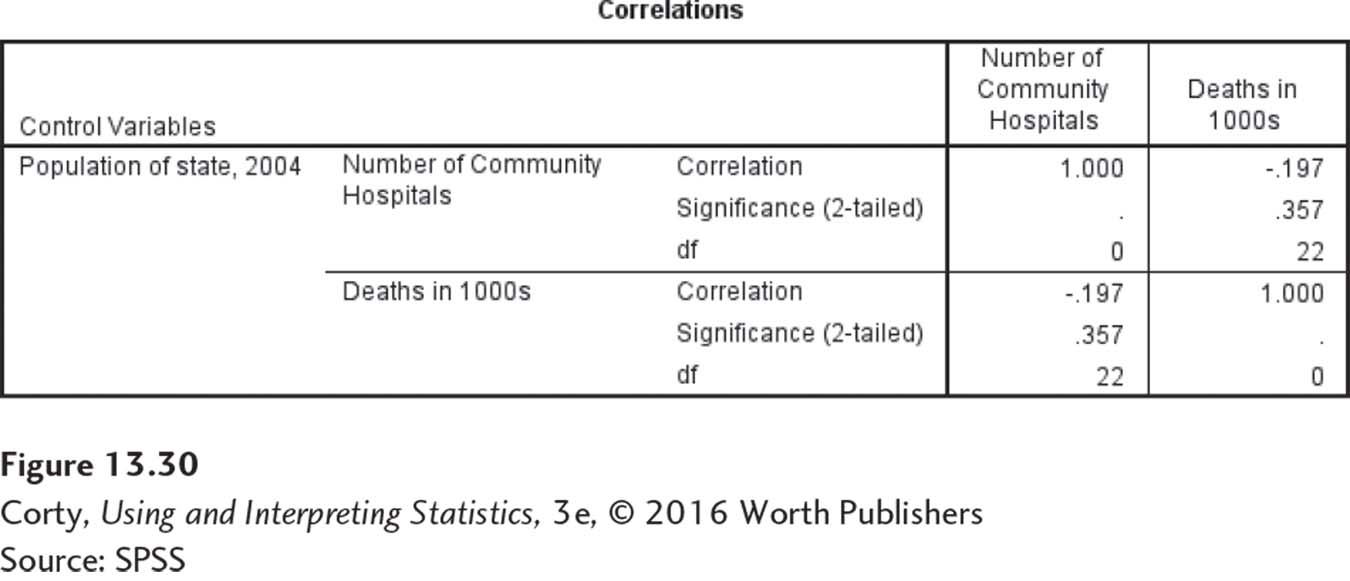 Correlations
Control Variables Number of Community Hospitals Deaths in 1000s
Population of state, 2004 Number of Community Hospitals Correlation 1.000 -.197
Significance (2-tailed) . .357
df 0 22
Deaths in 1000s Correlation -.197 1.000
Significance (2-tailed) .357 .
df 22 0
Figure 13.30
Corty, Using and Interpreting Statistics, 3e, © 2016 Worth Publishers
Source: SPSS